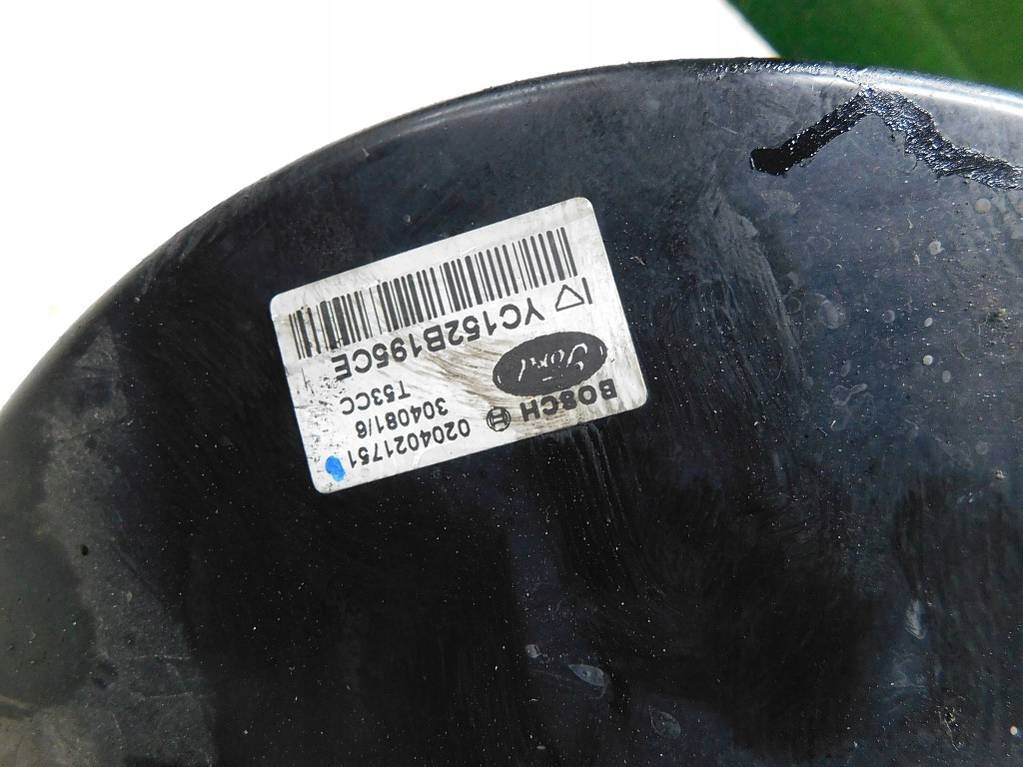 BOSCH
0204021751
304081/6
Ford
T53CC
YC152B195CE